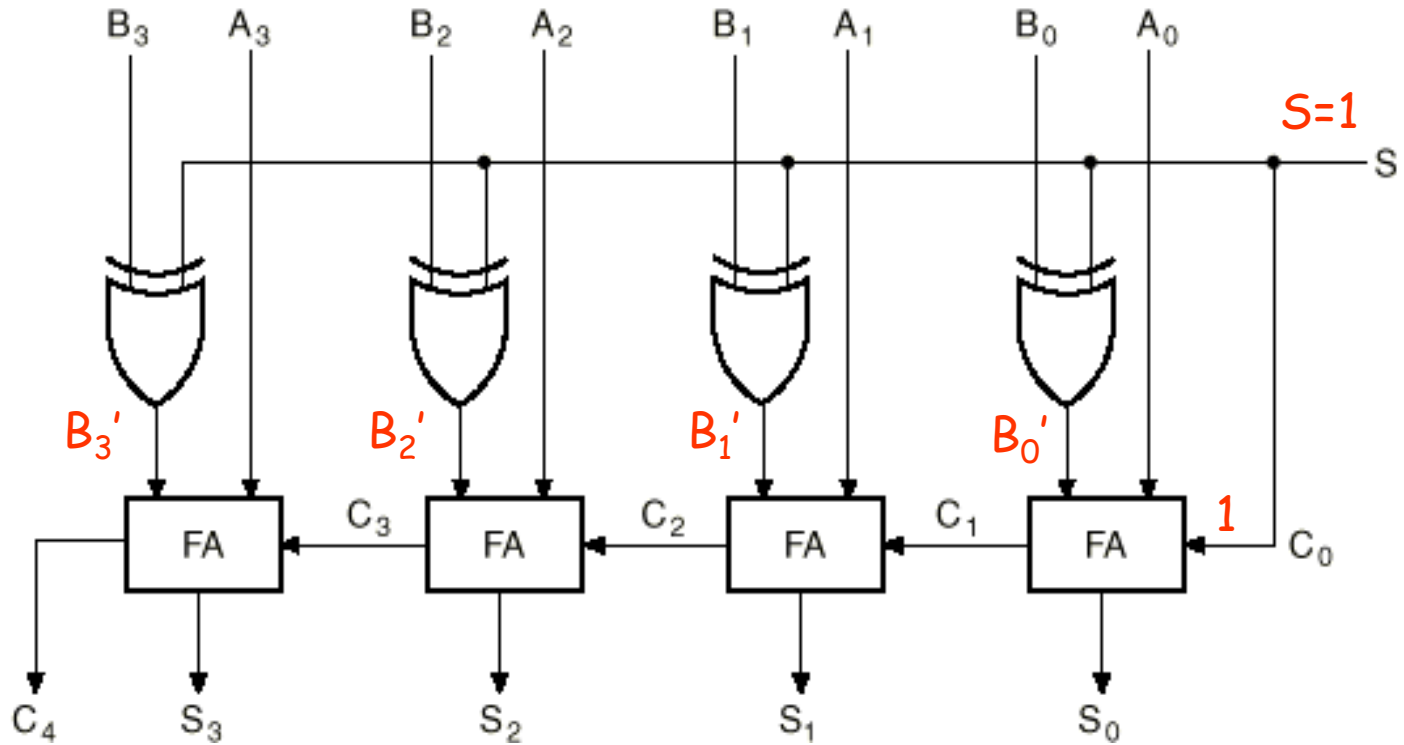 B₃ A₃ B₂ A₂ B₁ A₁ B₀ A₀
S=1
S
B₃' B₂' B₁' B₀'
C₃ C₂ C₁ 1
FA FA FA FA C₀
C₄ S₃ S₂ S₁ S₀